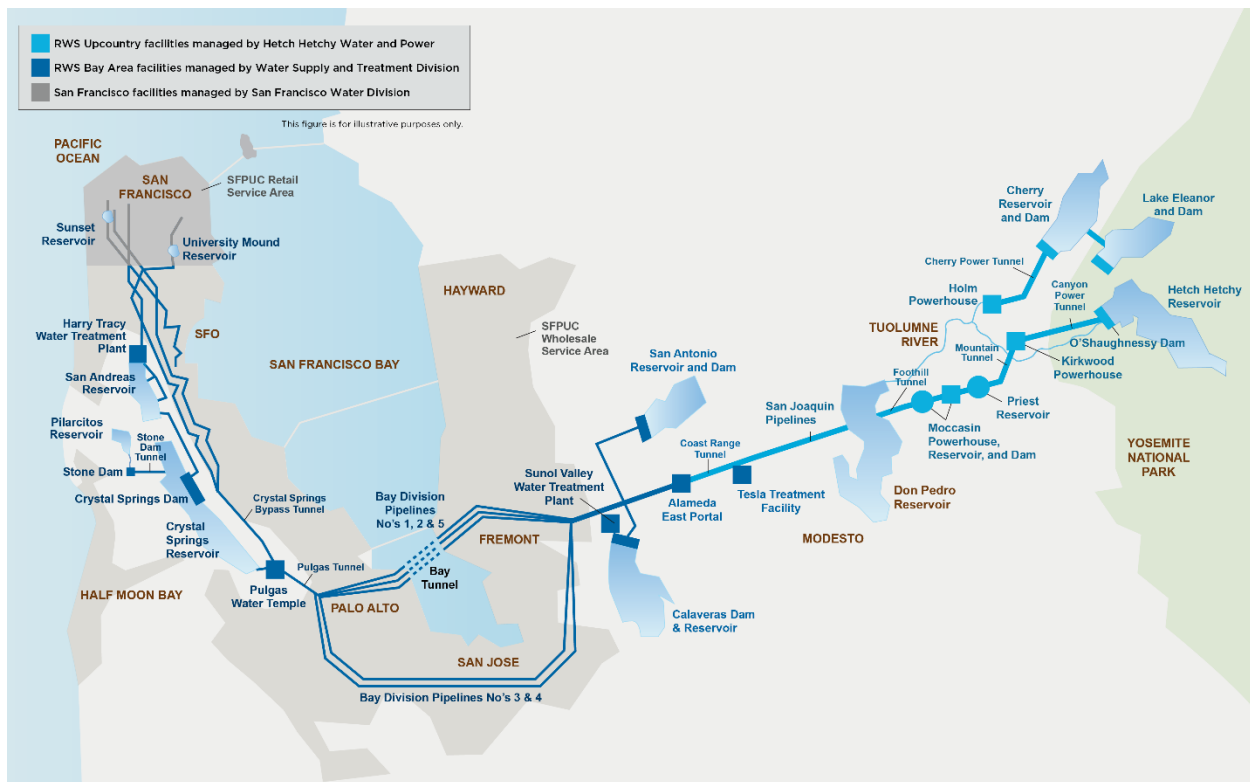 RWS Upcountry facilities managed by Hetch Hetchy Water and Power
RWS Bay Area facilities managed by Water Supply and Treatment Division
San Francisco facilities managed by San Francisco Water Division
This figure is for illustrative purposes only.
PACIFIC
OCEAN
SAN
FRANCISCO
SFPUC Retail
Service Area
Sunset
Reservoir
University Mound
Reservoir
Harry Tracy
Water Treatment
Plant
SFO
San Andreas
Reservoir
Pilarcitos
Reservoir
Stone
Dam
Tunnel
Stone Dam
Crystal Springs Dam
Crystal
Springs
Reservoir
Crystal Springs
Bypass Tunnel
HALF MOON BAY
Pulgas
Water Temple
Pulgas Tunnel
PALO ALTO
SAN FRANCISCO BAY
HAYWARD
SFPUC
Wholesale
Service Area
Bay Division
Pipelines
No's 1, 2 & 5
FREMONT
Bay
Tunnel
SAN JOSE
Bay Division Pipelines No's 3 & 4
San Antonio
Reservoir and Dam
Sunol Valley
Water Treatment
Plant
Calaveras Dam
& Reservoir
Coast Range
Tunnel
Alameda
East Portal
Tesla Treatment
Facility
San Joaquin
Pipelines
MODESTO
Don Pedro
Reservoir
Foothill
Tunnel
Moccasin
Powerhouse,
Reservoir, and Dam
Priest
Reservoir
Mountain
Tunnel
Kirkwood
Powerhouse
TUOLUMNE
RIVER
Holm
Powerhouse
Cherry Power Tunnel
Cherry
Reservoir
and Dam
Lake Eleanor
and Dam
Canyon
Power
Tunnel
Hetch Hetchy
Reservoir
O'Shaughnessy Dam
YOSEMITE
NATIONAL
PARK